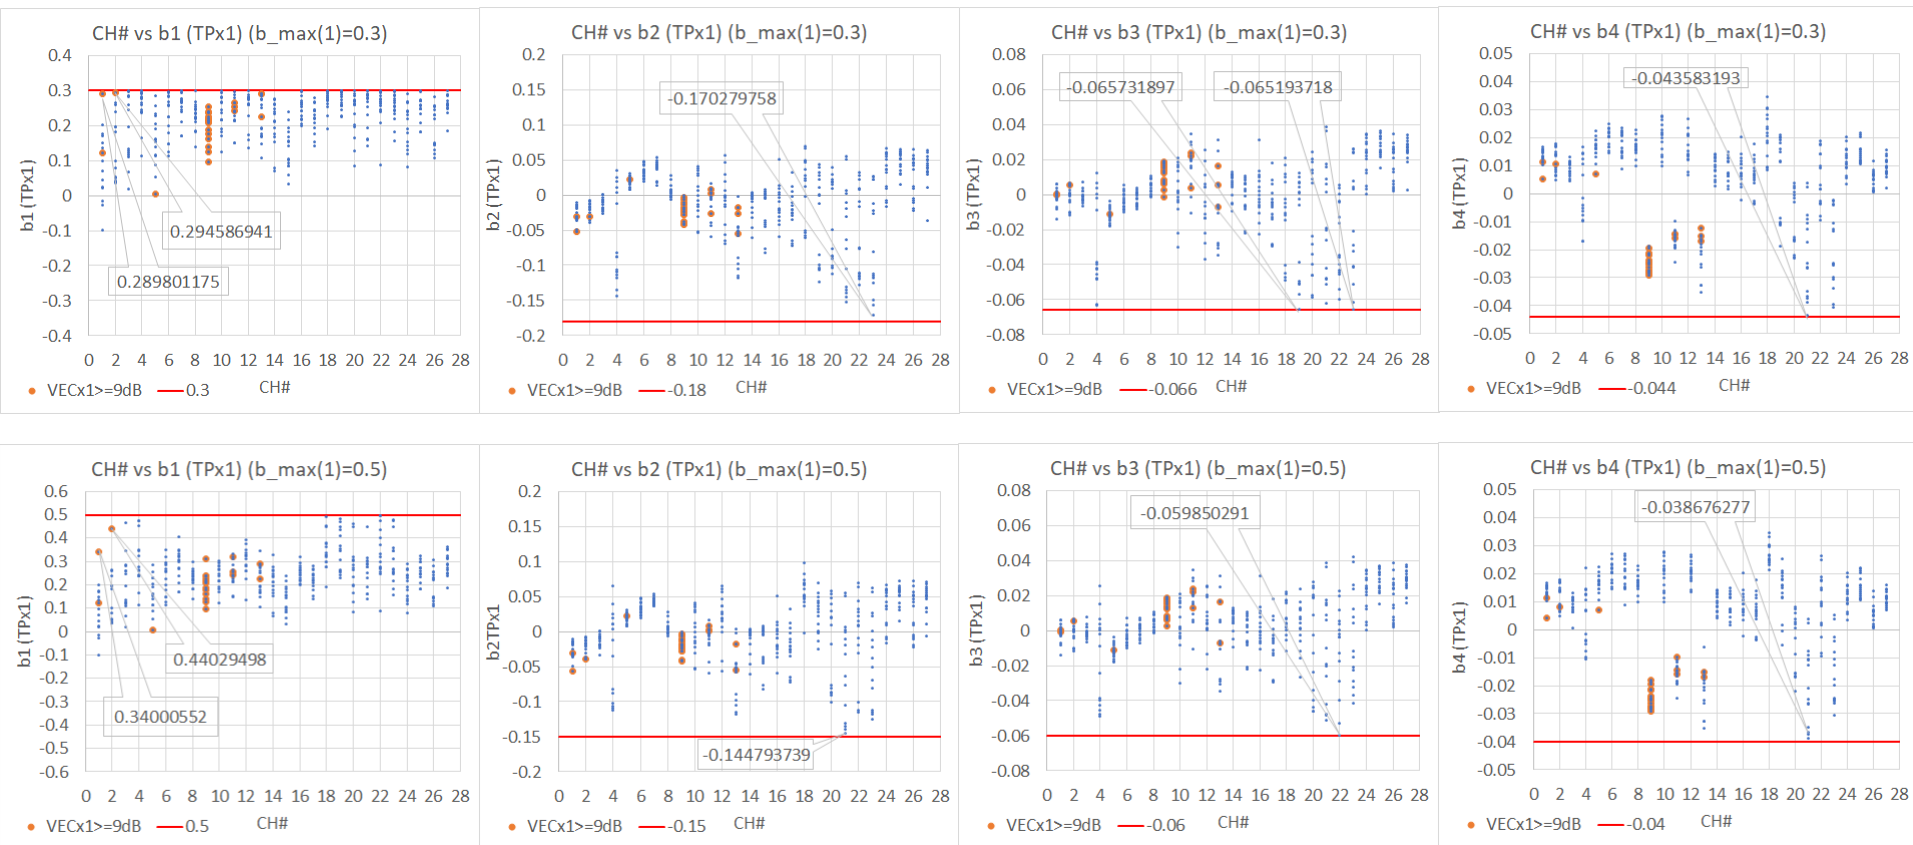 CH# vs b1 (TPx1) (b_max(1)=0.3)
b1 (TPx1)
0.4
0.3
0.2
0.1
0
-0.1
-0.2
-0.3
-0.4
0.294586941
0.289801175
0 2 4 6 8 10 12 14 16 18 20 22 24 26 28
VECx1>=9dB 0.3 CH#
CH# vs b2 (TPx1) (b_max(1)=0.3)
b2 (TPx1)
0.2
0.15
0.1
0.05
0
-0.05
-0.1
-0.15
-0.2
-0.170279758
0 2 4 6 8 10 12 14 16 18 20 22 24 26 28
VECx1>=9dB -0.18 CH#
CH# vs b3 (TPx1) (b_max(1)=0.3)
b3 (TPx1)
0.08
0.06
0.04
0.02
0
-0.02
-0.04
-0.06
-0.08
-0.065731897 -0.065193718
0 2 4 6 8 10 12 14 16 18 20 22 24 26 28
VECx1>=9dB -0.066 CH#
CH# vs b4 (TPx1) (b_max(1)=0.3)
b4 (TPx1)
0.05
0.04
0.03
0.02
0.01
0
-0.01
-0.02
-0.03
-0.04
-0.05
-0.043583193
0 2 4 6 8 10 12 14 16 18 20 22 24 26 28
VECx1>=9dB -0.044 CH#
CH# vs b1 (TPx1) (b_max(1)=0.5)
b1 (TPx1)
0.6
0.5
0.4
0.3
0.2
0.1
0
-0.1
-0.2
-0.3
-0.4
-0.5
-0.6
0.44029498
0.34000552
0 2 4 6 8 10 12 14 16 18 20 22 24 26 28
VECx1>=9dB 0.5 CH#
CH# vs b2 (TPx1) (b_max(1)=0.5)
b2TPx1
0.2
0.15
0.1
0.05
0
-0.05
-0.1
-0.15
-0.2
-0.144793739
0 2 4 6 8 10 12 14 16 18 20 22 24 26 28
VECx1>=9dB -0.15 CH#
CH# vs b3 (TPx1) (b_max(1)=0.5)
b3 (TPx1)
0.08
0.06
0.04
0.02
0
-0.02
-0.04
-0.06
-0.08
-0.059850291
0 2 4 6 8 10 12 14 16 18 20 22 24 26 28
VECx1>=9dB -0.06 CH#
CH# vs b4 (TPx1) (b_max(1)=0.5)
b4 (TPx1)
0.05
0.04
0.03
0.02
0.01
0
-0.01
-0.02
-0.03
-0.04
-0.05
-0.038676277
0 2 4 6 8 10 12 14 16 18 20 22 24 26 28
VECx1>=9dB -0.04 CH#